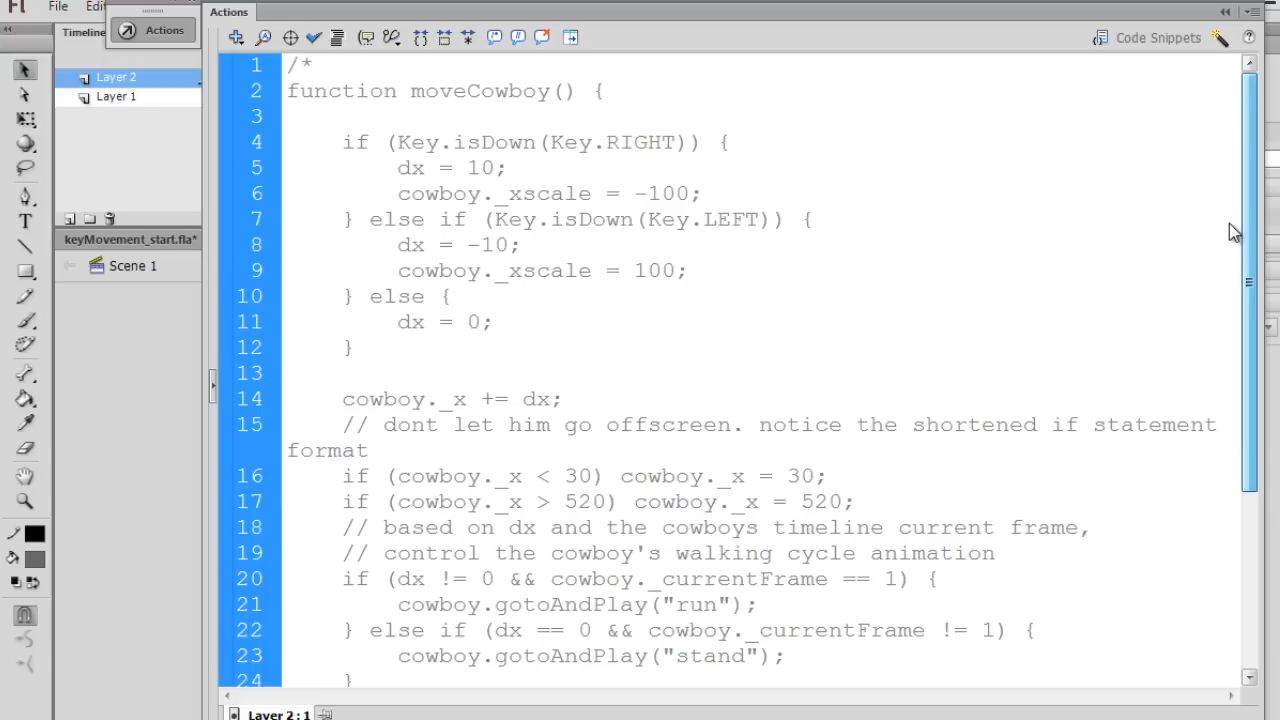 Fl File Edi
Actions
Timeline
Actions
Code Snippets
Layer 2
Layer 1
keyMovement_start.fla*
Scene 1
1 /*
2 function moveCowboy() {
3
4 if (Key.isDown(Key.RIGHT)) {
5 dx = 10;
6 cowboy._xscale = -100;
7 } else if (Key.isDown(Key.LEFT)) {
8 dx = -10;
9 cowboy._xscale = 100;
10 } else {
11 dx = 0;
12 }
13
14 cowboy._x += dx;
15 // dont let him go offscreen. notice the shortened if statement
format
16 if (cowboy._x < 30) cowboy._x = 30;
17 if (cowboy._x > 520) cowboy._x = 520;
18 // based on dx and the cowboys timeline current frame,
19 // control the cowboy's walking cycle animation
20 if (dx != 0 && cowboy._currentFrame == 1) {
21 cowboy.gotoAndPlay("run");
22 } else if (dx == 0 && cowboy._currentFrame != 1) {
23 cowboy.gotoAndPlay("stand");
24 }
Layer 2 : 1